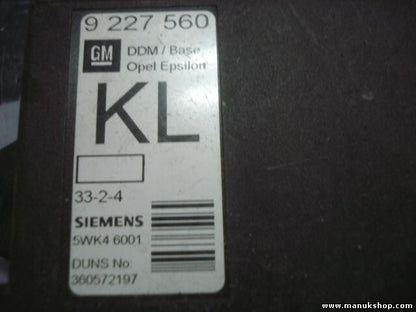 9 227 560
GM
DDM / Base
Opel Epsilon
KL
33-2-4
SIEMENS
5WK4 6001
DUNS No:
360572197
www.manukshop.com